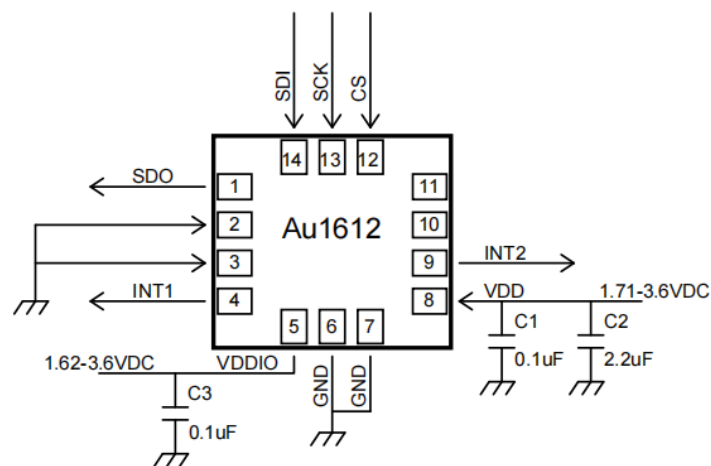 SDI
SCK
CS
14
13
12
SDO
1
11
2
Au1612
10
3
9
INT2
INT1
4
8
VDD
1.71-3.6VDC
5
6
7
C1
C2
0.1uF
2.2uF
1.62-3.6VDC
VDDIO
C3
0.1uF
GND
GND